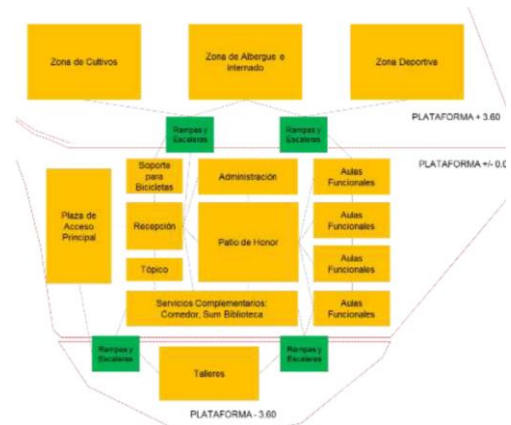 Zona de Cultivos
Zona de Albergue e
Internado
Zona Deportiva
Rampas y
Escaleras
Rampas y
Escaleras
PLATAFORMA + 3.60
PLATAFORMA +/- 0.0
Soporte
para
Bicicletas
Administración
Aulas
Funcionales
Plaza de
Acceso
Principal
Recepción
Patio de Honor
Aulas
Funcionales
Tópico
Aulas
Funcionales
Servicios Complementarios:
Comedor, Sum Biblioteca
Aulas
Funcionales
Rampas y
Escaleras
Talleres
Rampas y
Escaleras
PLATAFORMA - 3.60